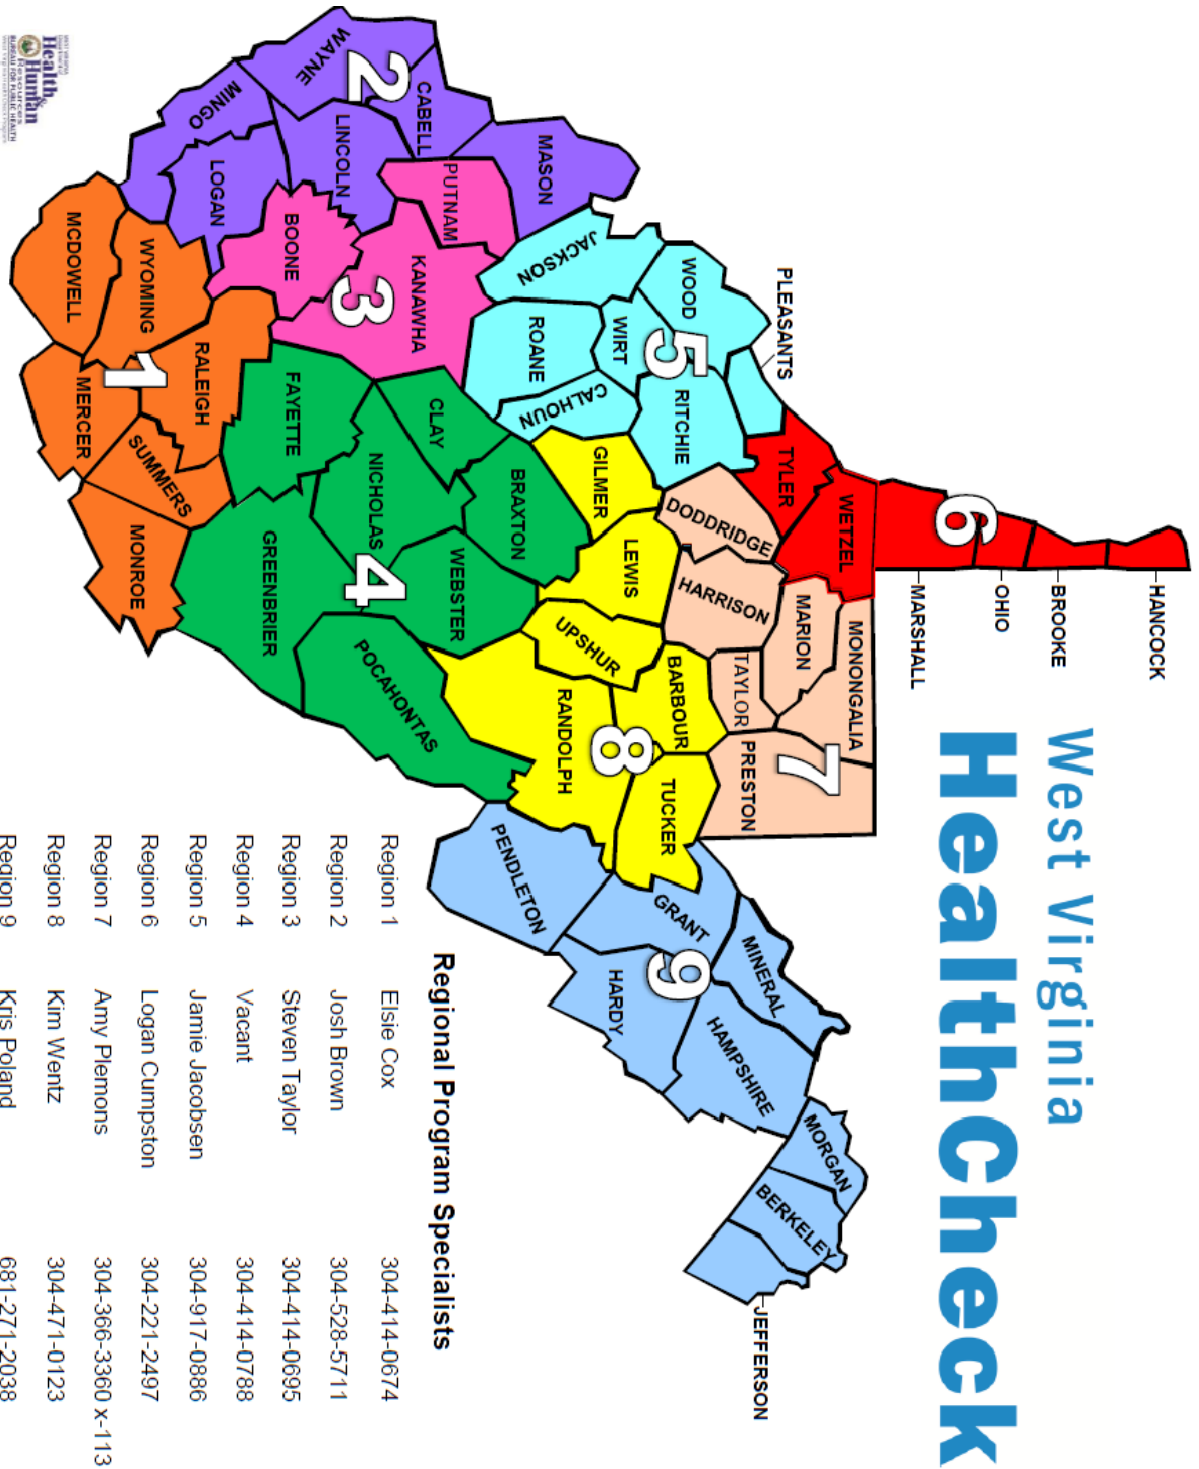 West Virginia
HealthCheck
HANCOCK
BROOKE
OHIO
MARSHALL
6
WETZEL
TYLER
PLEASANTS
MONONGALIA
MARION
7
PRESTON
TAYLOR
HARRISON
DODDRIDGE
WOOD
5
RITCHIE
WIRT
JACKSON
ROANE
CALHOUN
GILMER
LEWIS
UPSHUR
BARBOUR
8
TUCKER
RANDOLPH
MINERAL
GRANT
9
HARDY
HAMPSHIRE
MORGAN
BERKELEY
JEFFERSON
PENDLETON
MASON
CABELL
2
WAYNE
LINCOLN
MINGO
LOGAN
PUTNAM
KANAWHA
3
BOONE
CLAY
BRAXTON
NICHOLAS
4
WEBSTER
FAYETTE
GREENBRIER
POCAHONTAS
RALEIGH
WYOMING
1
MCDOWELL
MERCER
SUMMERS
MONROE
Regional Program Specialists
Region 1 Elsie Cox 304-414-0674
Region 2 Josh Brown 304-528-5711
Region 3 Steven Taylor 304-414-0695
Region 4 Vacant 304-414-0788
Region 5 Jamie Jacobsen 304-917-0886
Region 6 Logan Cumpston 304-221-2497
Region 7 Amy Plemons 304-366-3360 x-113
Region 8 Kim Wentz 304-471-0123
Region 9 Kris Poland 681-271-2038
Health &
Human
Resources
BUREAU FOR PUBLIC HEALTH